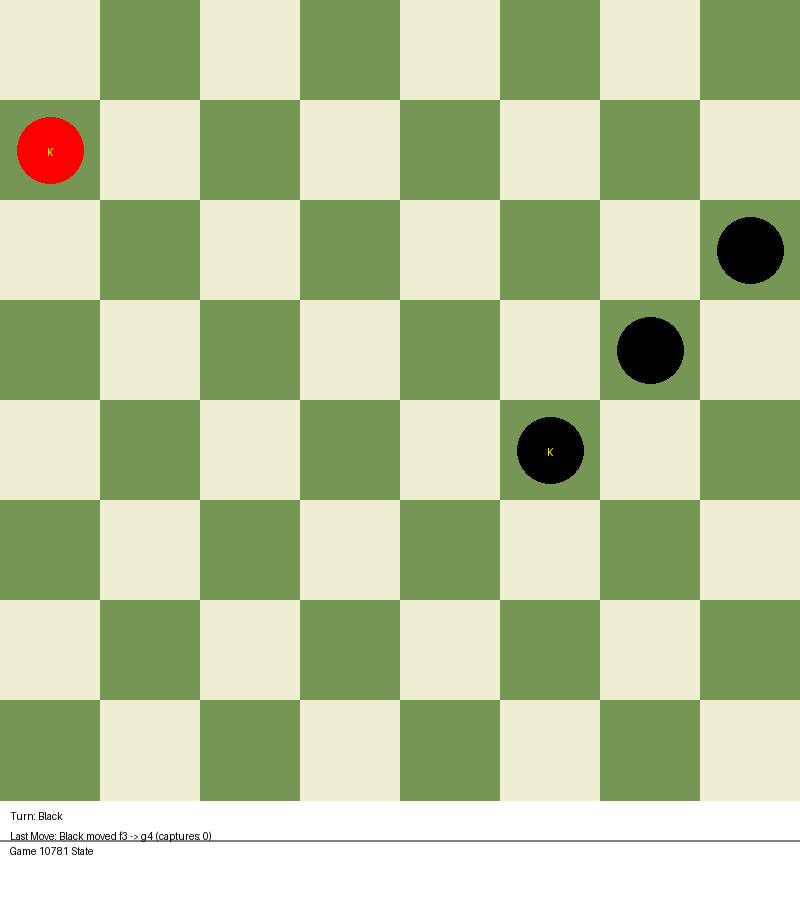 K
K
Turn: Black
Last Move: Black moved f3 -> g4 (captures: 0)
Game 10781 State